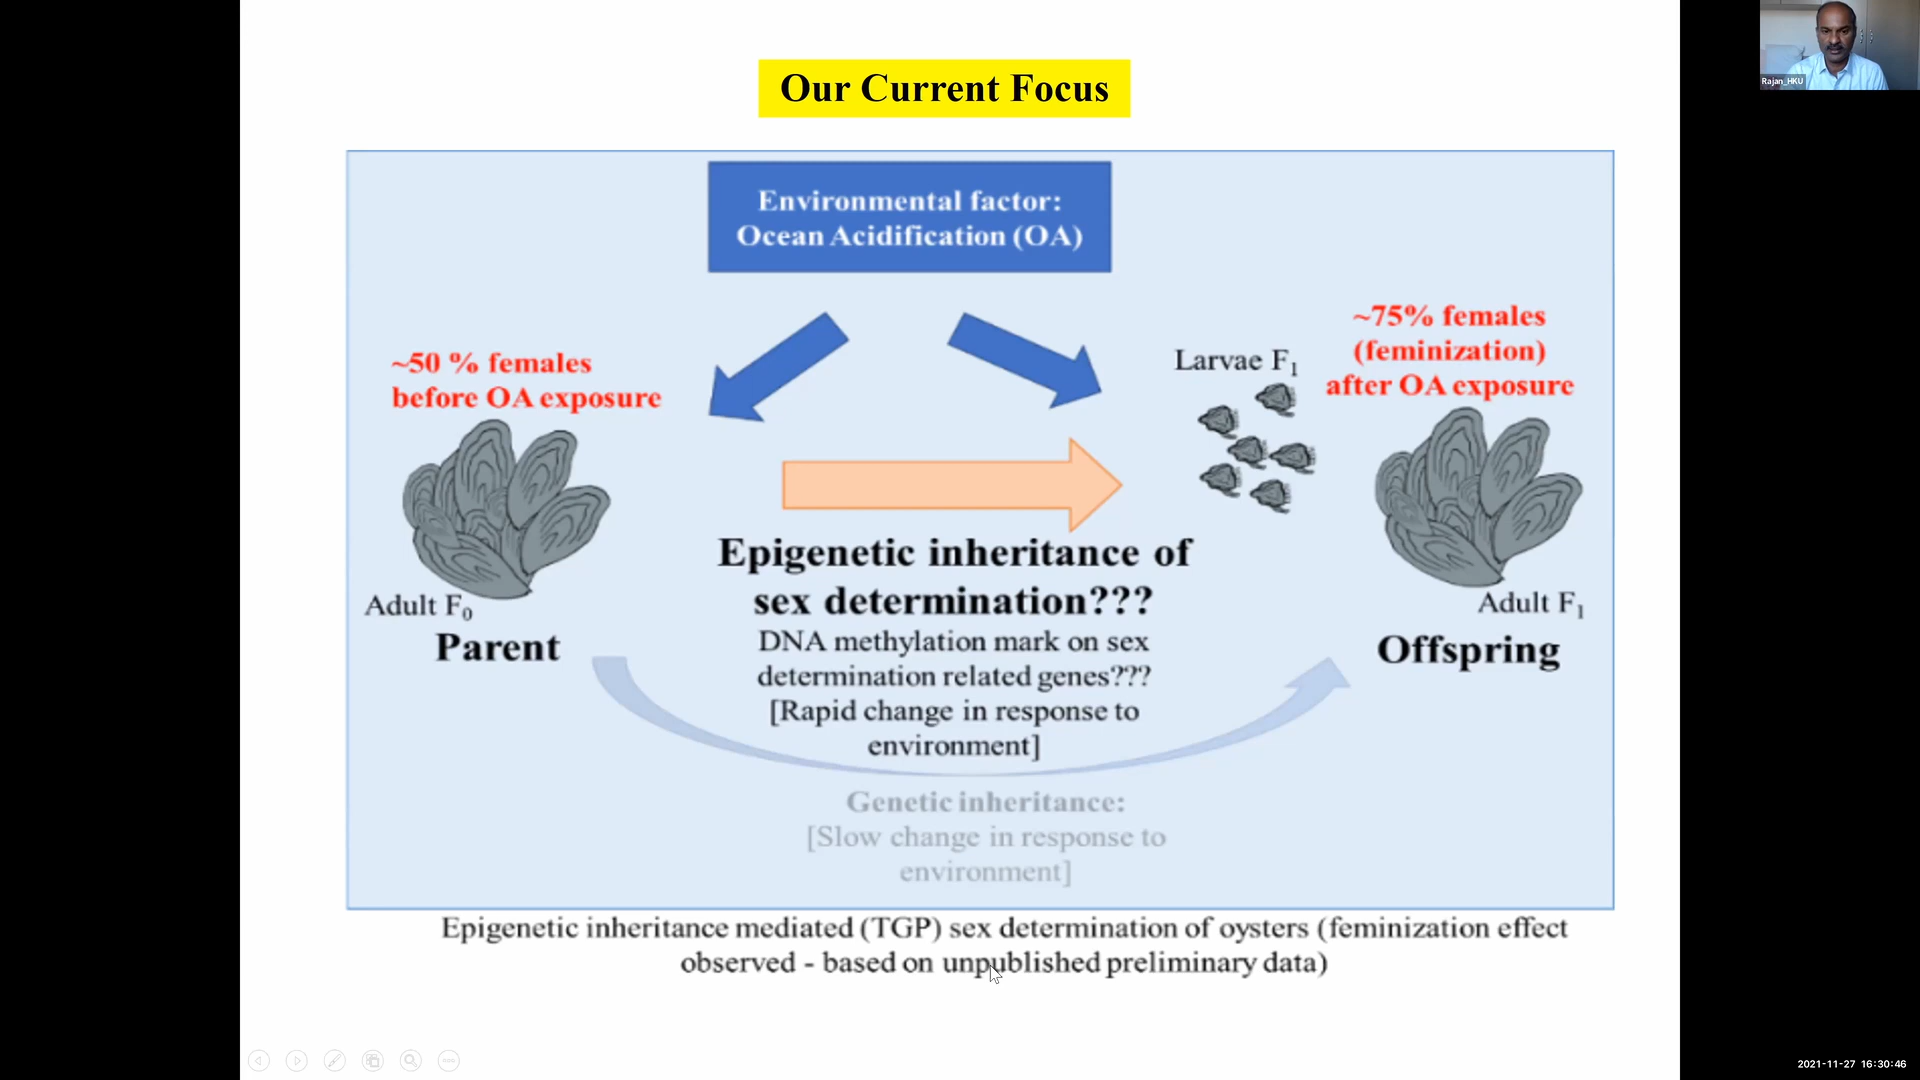 Our Current Focus
Rajan_HKU
Environmental factor:
Ocean Acidification (OA)
~50 % females
before OA exposure
Larvae F1
~75% females
(feminization)
after OA exposure
Adult F0
Parent
Epigenetic inheritance of
sex determination???
DNA methylation mark on sex
determination related genes???
[Rapid change in response to
environment]
Adult F1
Offspring
Genetic inheritance:
[Slow change in response to
environment]
Epigenetic inheritance mediated (TGP) sex determination of oysters (feminization effect
observed - based on unpublished preliminary data)
2021-11-27 16:30:46